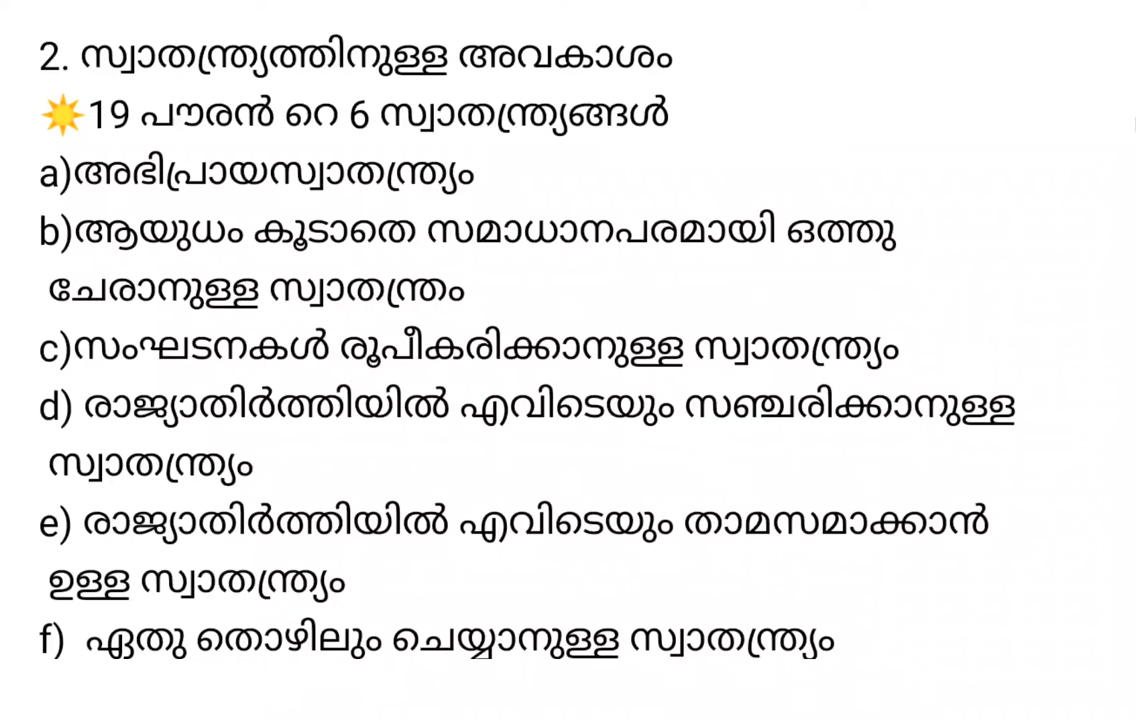 2. സ്വാതന്ത്ര്യത്തിനുള്ള അവകാശം
☀️19 പൗരൻ റെ 6 സ്വാതന്ത്ര്യങ്ങൾ
a)അഭിപ്രായസ്വാതന്ത്ര്യം
b)ആയുധം കൂടാതെ സമാധാനപരമായി ഒത്തു
ചേരാനുള്ള സ്വാതന്ത്രം
c)സംഘടനകൾ രൂപീകരിക്കാനുള്ള സ്വാതന്ത്ര്യം
d) രാജ്യാതിർത്തിയിൽ എവിടെയും സഞ്ചരിക്കാനുള്ള
സ്വാതന്ത്ര്യം
e) രാജ്യാതിർത്തിയിൽ എവിടെയും താമസമാക്കാൻ
ഉള്ള സ്വാതന്ത്ര്യം
f) ഏതു തൊഴിലും ചെയ്യാനുള്ള സ്വാതന്ത്ര്യം